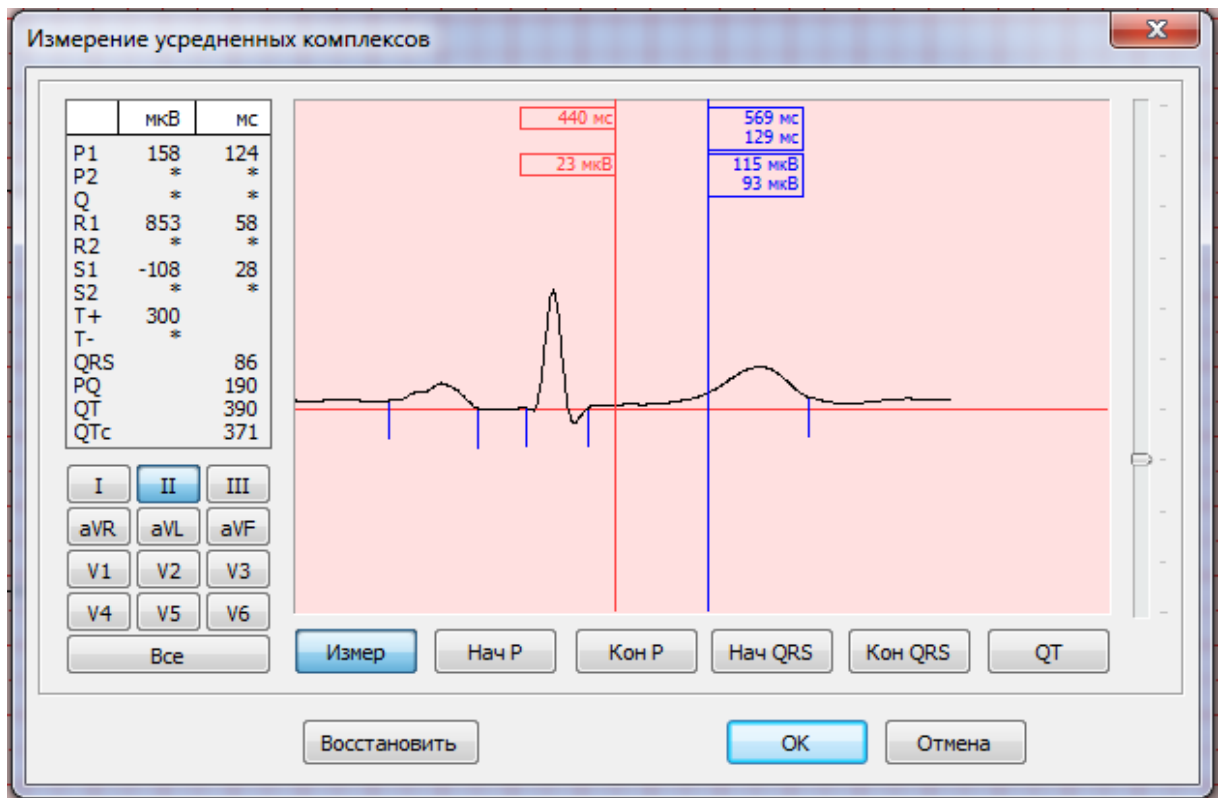 Измерение усредненных комплексов
мкВ мс
P1 158 124
P2 * *
Q * *
R1 853 58
R2 * *
S1 -108 28
S2 * *
T+ 300
T- *
QRS 86
PQ 190
QT 390
QTc 371
440 мс
23 мкВ
569 мс
129 мс
115 мкВ
93 мкВ
I II III
aVR aVL aVF
V1 V2 V3
V4 V5 V6
Все
Измер Нач P Кон P Нач QRS Кон QRS QT
Восстановить OK Отмена